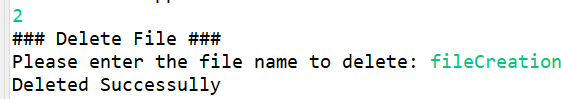 2
### Delete File ###
Please enter the file name to delete: fileCreation
Deleted Successully